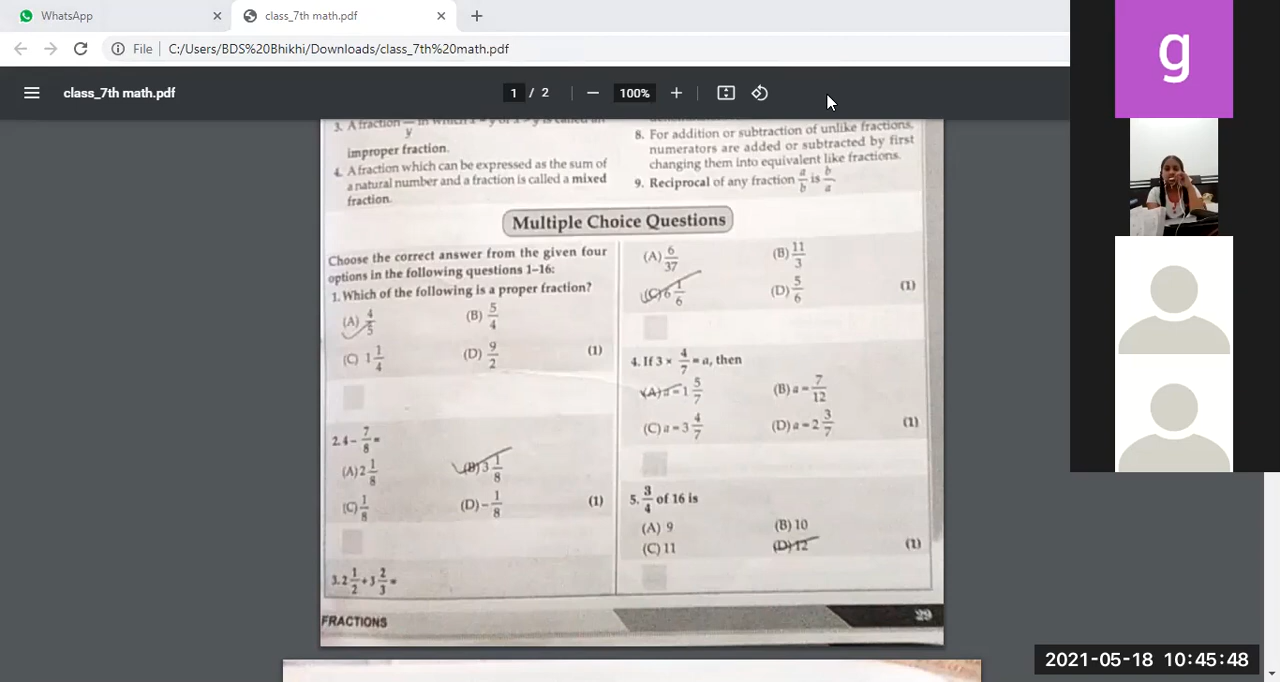 WhatsApp
class_7th math.pdf
File
C:/Users/BDS%20Bhikhi/Downloads/class_7th%20math.pdf
class_7th math.pdf
1 / 2
100%
g
3. A fraction
y
improper fraction.
4. A fraction which can be expressed as the sum of
a natural number and a fraction is called a mixed
fraction.
8. For addition or subtraction of unlike fractions,
numerators are added or subtracted by first
changing them into equivalent like fractions.
9. Reciprocal of any fraction a/b is b/a
Multiple Choice Questions
Choose the correct answer from the given four
options in the following questions 1–16:
1. Which of the following is a proper fraction?
(A) 4/5 (B) 5/4
(C) 1 1/4 (D) 9/2 (1)
2. 4 – 7/8 =
(A) 2 1/8 (B) 3 1/8
(C) 1/8 (D) – 1/8 (1)
3. 2 1/2 + 3 2/3 =
(A) 6/37 (B) 11/3
(C) 6 1/6 (D) 5/6 (1)
4. If 3 × 4/7 = a, then
(A) a = 1 5/7 (B) a = 7/12
(C) a = 3 4/7 (D) a = 2 3/7 (1)
5. 3/4 of 16 is
(A) 9 (B) 10
(C) 11 (D) 12 (1)
FRACTIONS
29
2021-05-18 10:45:48